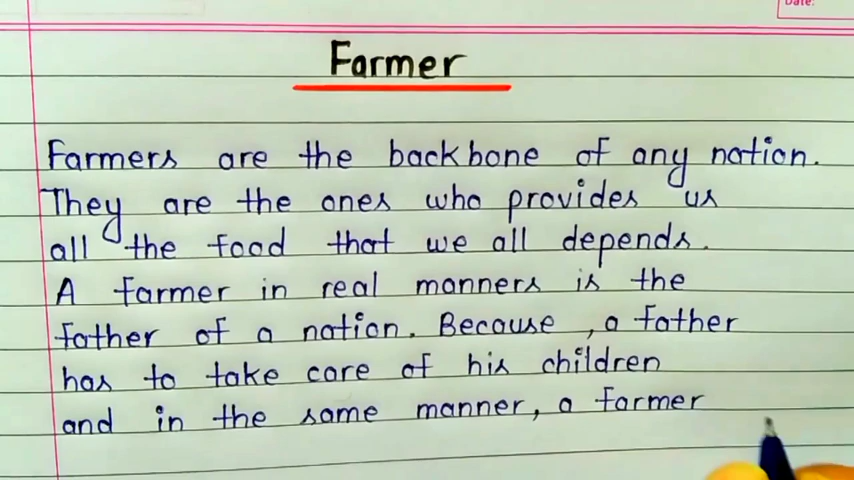 Date:
Farmer
Farmers are the backbone of any nation.
They are the ones who provides us
all the food that we all depends.
A farmer in real manners is the
father of a nation. Because , a father
has to take care of his children
and in the same manner, a farmer